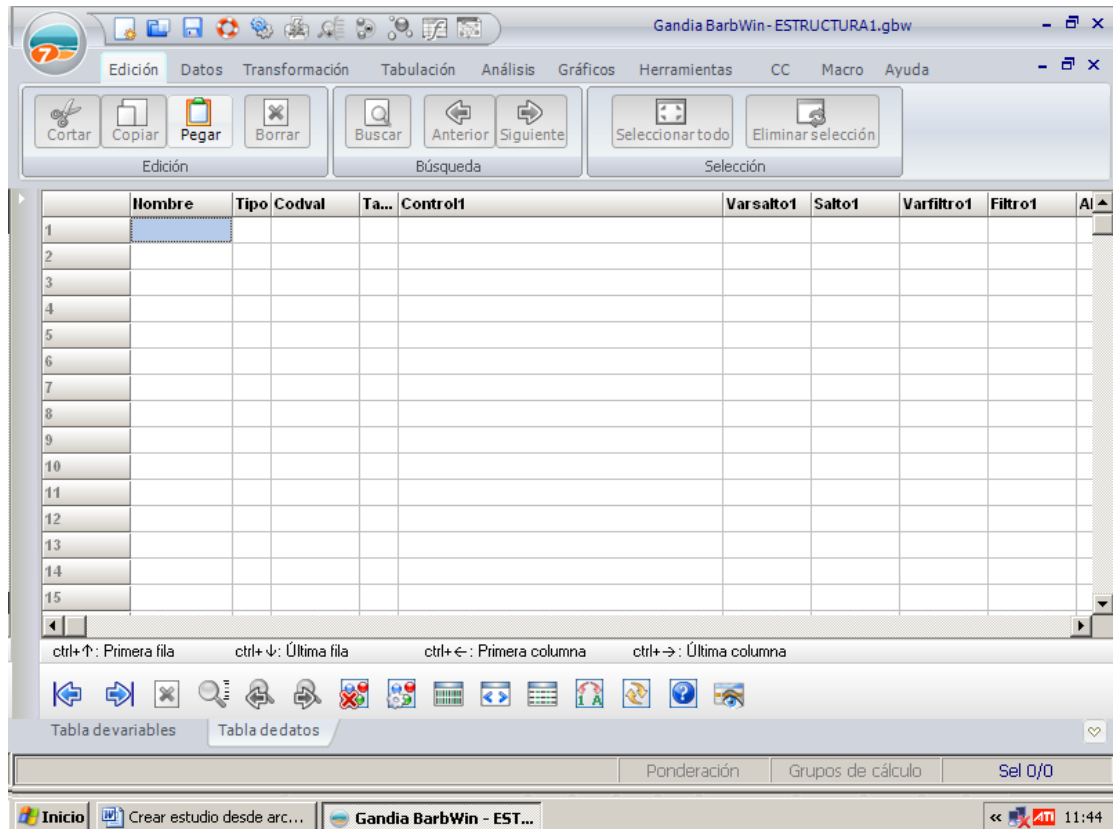 Gandia BarbWin - ESTRUCTURA1.gbw
7
Edición Datos Transformación Tabulación Análisis Gráficos Herramientas CC Macro Ayuda
Cortar Copiar Pegar Borrar Buscar Anterior Siguiente Seleccionar todo Eliminar selección
Edición Búsqueda Selección
Nombre Tipo Codval Ta... Control1 Varsalto1 Salto1 Varfiltro1 Filtro1
1
2
3
4
5
6
7
8
9
10
11
12
13
14
15
ctrl+↑: Primera fila ctrl+↓: Última fila ctrl+←: Primera columna ctrl+→: Última columna
Tabla de variables Tabla de datos
Ponderación Grupos de cálculo Sel 0/0
Inicio Crear estudio desde arc... Gandia BarbWin - EST... « ATI 11:44